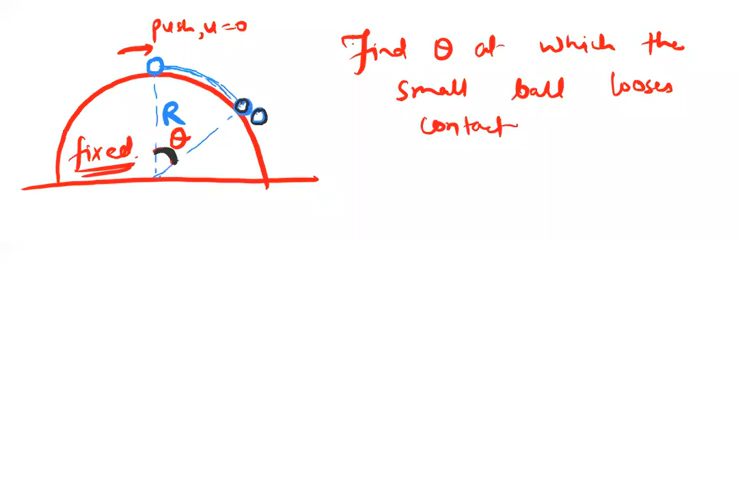 push, u=0
Find θ at which the
small ball looses
contact
R
θ
fixed.